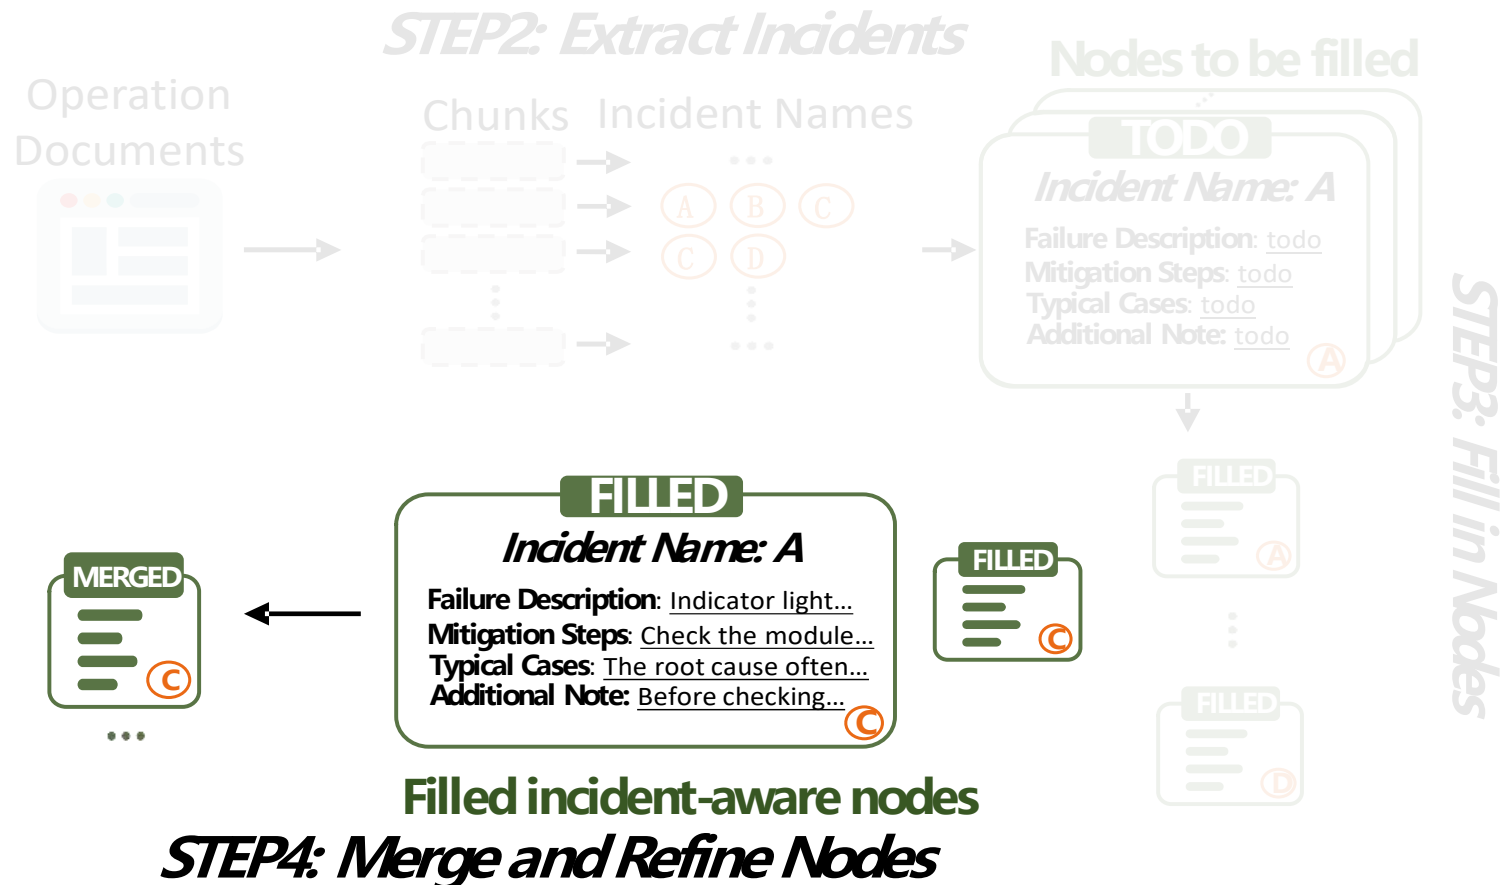 STEP2: Extract Incidents
Nodes to be filled
Operation
Documents
Chunks
Incident Names
...
TODO
Incident Name: A
A B C
Failure Description: todo
C D
Mitigation Steps: todo
Typical Cases: todo
Additional Note: todo
...
A
STEP3: Fill in Nodes
FILLED
A
FILLED
D
FILLED
Incident Name: A
Failure Description: Indicator light...
Mitigation Steps: Check the module...
Typical Cases: The root cause often...
Additional Note: Before checking...
C
FILLED
C
MERGED
C
...
Filled incident-aware nodes
STEP4: Merge and Refine Nodes